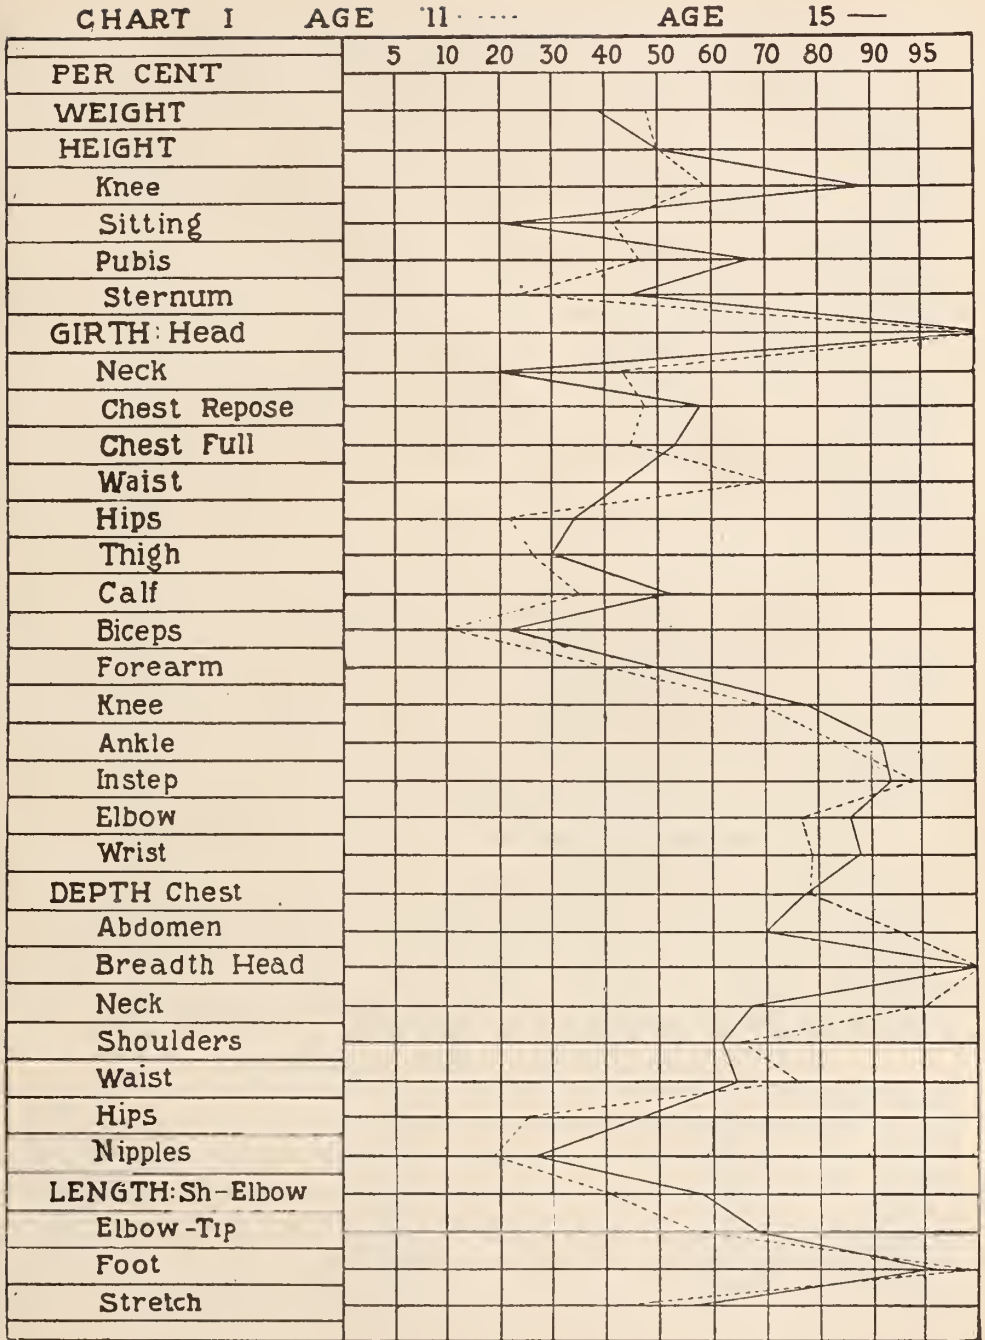 CHART I AGE '11 ····· AGE 15 —
5 10 20 30 40 50 60 70 80 90 95
PER CENT
WEIGHT
HEIGHT
Knee
Sitting
Pubis
Sternum
GIRTH: Head
Neck
Chest Repose
Chest Full
Waist
Hips
Thigh
Calf
Biceps
Forearm
Knee
Ankle
Instep
Elbow
Wrist
DEPTH Chest
Abdomen
Breadth Head
Neck
Shoulders
Waist
Hips
Nipples
LENGTH: Sh-Elbow
Elbow-Tip
Foot
Stretch